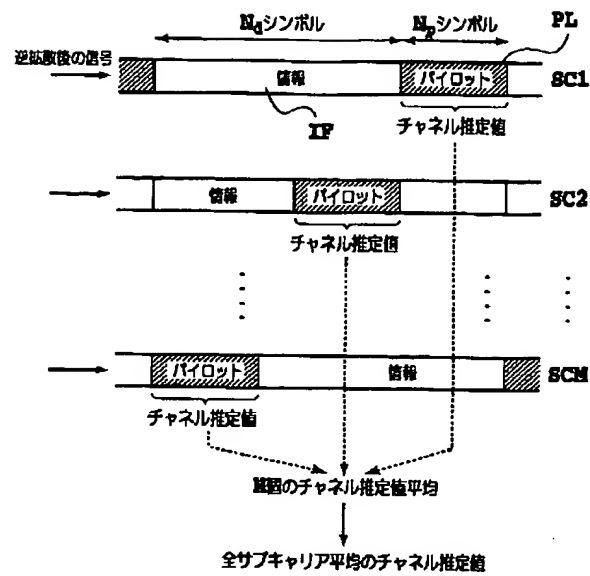 NdシンボルNpシンボル PL
逆拡散後の信号
情報 パイロット SC1
IF
チャネル推定値
情報 パイロット SC2
チャネル推定値
パイロット 情報 SCM
チャネル推定値
M個のチャネル推定値平均
全サブキャリア平均のチャネル推定値